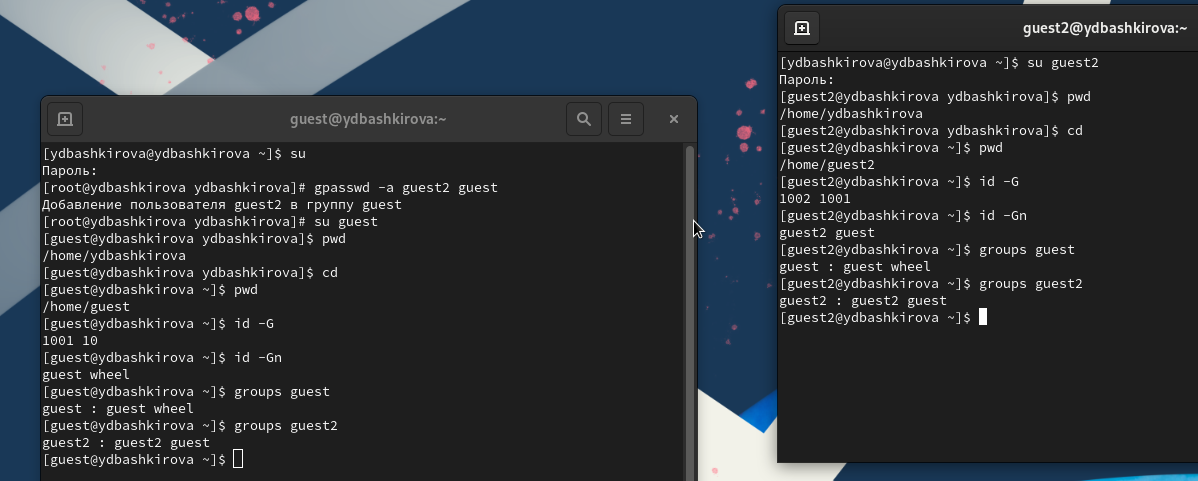 guest@ydbashkirova:~
[ydbashkirova@ydbashkirova ~]$ su
Пароль:
[root@ydbashkirova ydbashkirova]# gpasswd -a guest2 guest
Добавление пользователя guest2 в группу guest
[root@ydbashkirova ydbashkirova]# su guest
[guest@ydbashkirova ydbashkirova]$ pwd
/home/ydbashkirova
[guest@ydbashkirova ydbashkirova]$ cd
[guest@ydbashkirova ~]$ pwd
/home/guest
[guest@ydbashkirova ~]$ id -G
1001 10
[guest@ydbashkirova ~]$ id -Gn
guest wheel
[guest@ydbashkirova ~]$ groups guest
guest : guest wheel
[guest@ydbashkirova ~]$ groups guest2
guest2 : guest2 guest
[guest@ydbashkirova ~]$
guest2@ydbashkirova:~
[ydbashkirova@ydbashkirova ~]$ su guest2
Пароль:
[guest2@ydbashkirova ydbashkirova]$ pwd
/home/ydbashkirova
[guest2@ydbashkirova ydbashkirova]$ cd
[guest2@ydbashkirova ~]$ pwd
/home/guest2
[guest2@ydbashkirova ~]$ id -G
1002 1001
[guest2@ydbashkirova ~]$ id -Gn
guest2 guest
[guest2@ydbashkirova ~]$ groups guest
guest : guest wheel
[guest2@ydbashkirova ~]$ groups guest2
guest2 : guest2 guest
[guest2@ydbashkirova ~]$